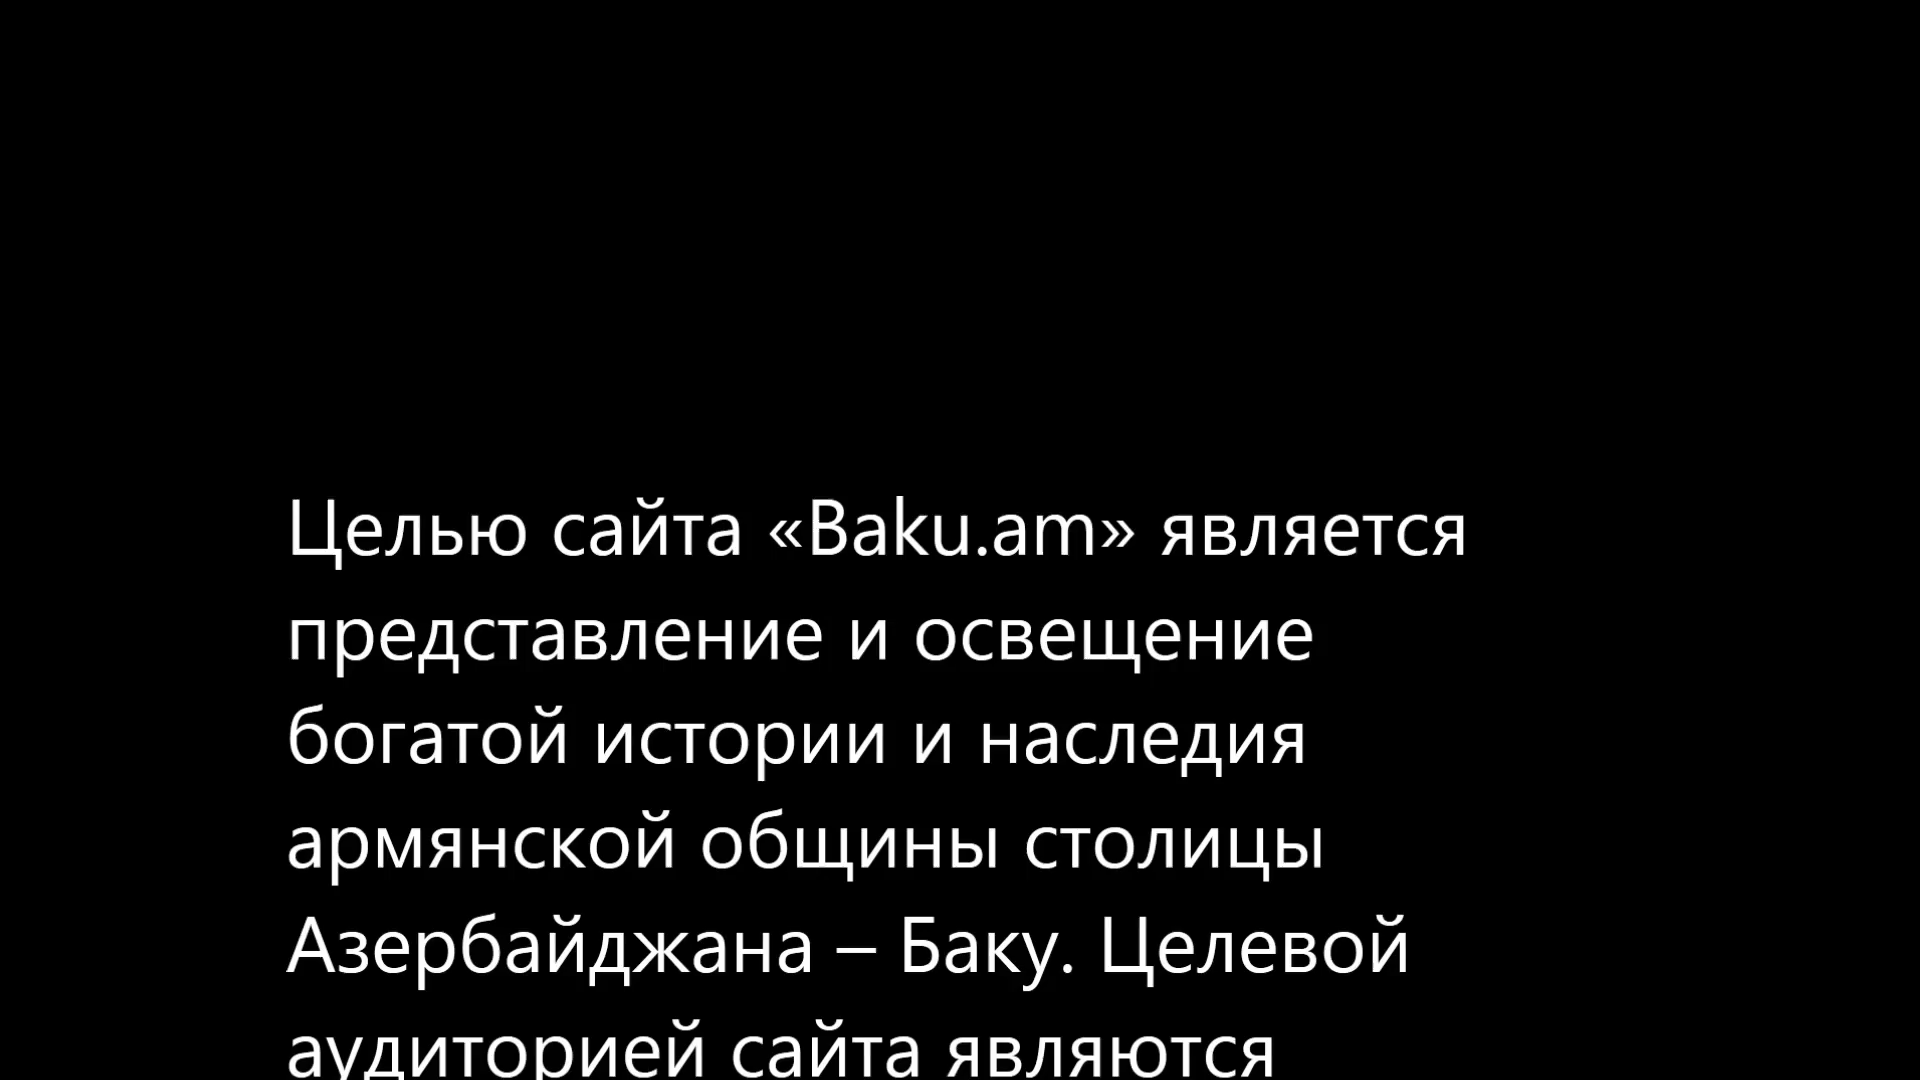 Целью сайта «Baku.am» является
представление и освещение
богатой истории и наследия
армянской общины столицы
Азербайджана – Баку. Целевой
аудиторией сайта являются